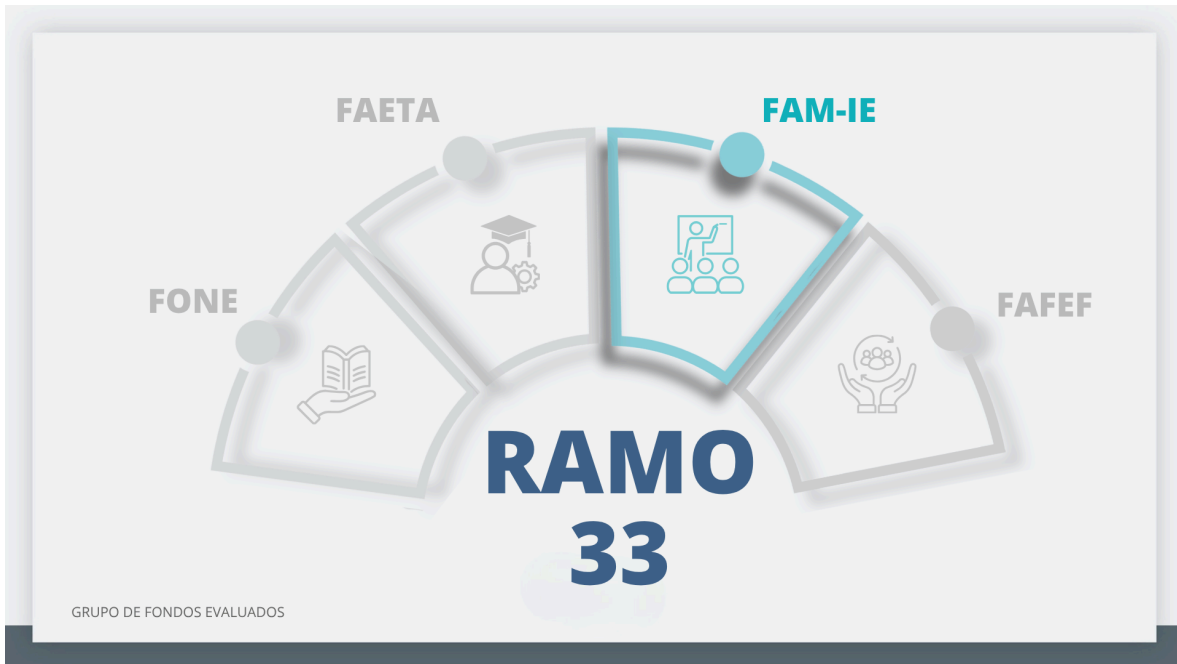 FAETA
FAM-IE
FONE
FAFEF
RAMO
33
GRUPO DE FONDOS EVALUADOS